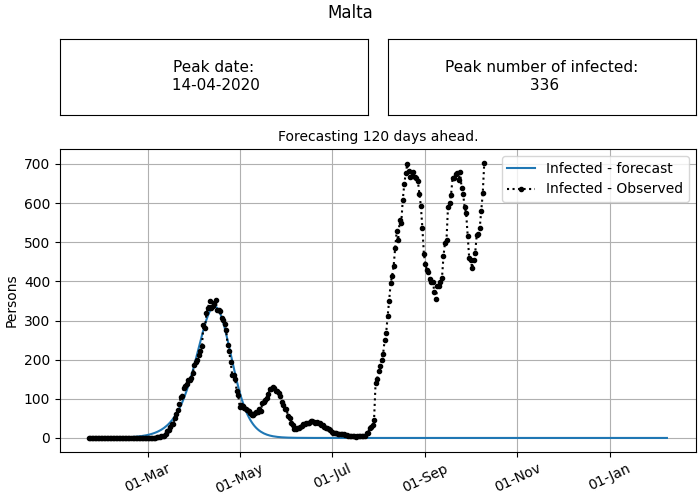 Malta
Peak date:
14-04-2020
Peak number of infected:
336
Forecasting 120 days ahead.
Infected - forecast
Infected - Observed
Persons
700
600
500
400
300
200
100
0
01-Mar
01-May
01-Jul
01-Sep
01-Nov
01-Jan